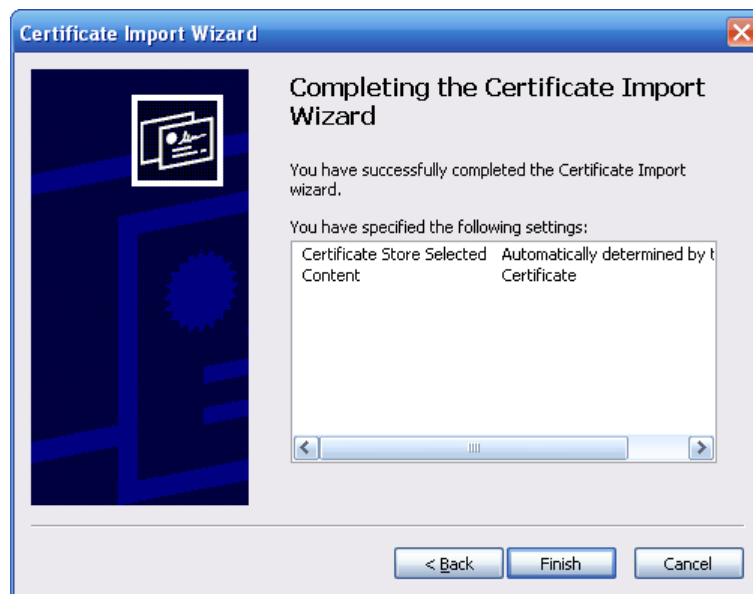 Certificate Import Wizard
Completing the Certificate Import
Wizard
You have successfully completed the Certificate Import
wizard.
You have specified the following settings:
Certificate Store Selected Automatically determined by t
Content Certificate
< Back Finish Cancel